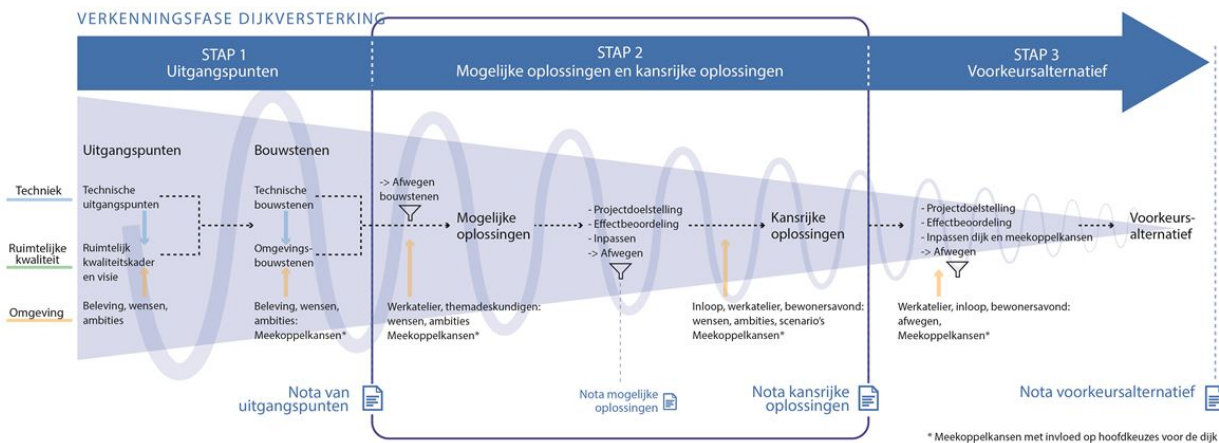 VERKENNINGSFASE DIJKVERSTERKING
STAP 1
Uitgangspunten
STAP 2
Mogelijke oplossingen en kansrijke oplossingen
STAP 3
Voorkeursalternatief
Uitgangspunten
Bouwstenen
Techniek
Technische
uitgangspunten
Technische
bouwstenen
-> Afwegen
bouwstenen
Mogelijke
oplossingen
- Projectdoelstelling
- Effectbeoordeling
- Inpassen
-> Afwegen
Kansrijke
oplossingen
- Projectdoelstelling
- Effectbeoordeling
- Inpassen dijk en meekoppelkansen
-> Afwegen
Voorkeurs-
alternatief
Ruimtelijke
kwaliteit
Ruimtelijk
kwaliteitskader
en visie
Omgevings-
bouwstenen
Omgeving
Beleving, wensen,
ambities
Beleving, wensen,
ambities:
Meekoppelkansen*
Werkatelier, themadeskundigen:
wensen, ambities
Meekoppelkansen*
Inloop, werkatelier, bewonersavond:
wensen, ambities, scenario's
Meekoppelkansen*
Werkatelier, inloop, bewonersavond:
afwegen,
Meekoppelkansen*
Nota van
uitgangspunten
Nota mogelijke
oplossingen
Nota kansrijke
oplossingen
Nota voorkeursalternatief
* Meekoppelkansen met invloed op hoofdkeuzes voor de dijk